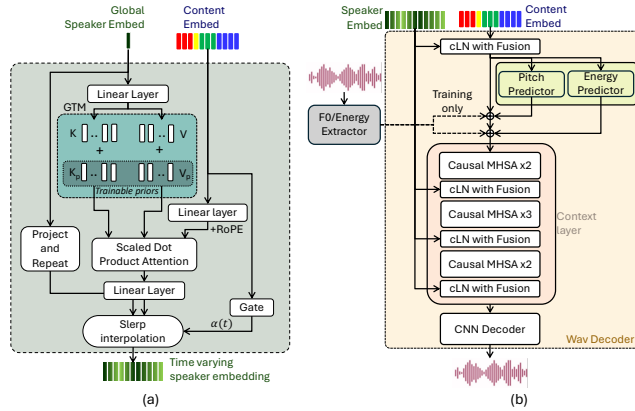 Global
Speaker Embed
Content
Embed
Linear Layer
GTM
K
..
..
V
+
+
Kp
..
..
Vp
Trainable priors
Linear layer
+RoPE
Project
and
Repeat
Scaled Dot
Product Attention
Linear Layer
Gate
α(t)
Slerp
interpolation
Time varying
speaker embedding
(a)
Speaker
Embed
Content
Embed
cLN with Fusion
Pitch
Predictor
Energy
Predictor
Training
only
F0/Energy
Extractor
Causal MHSA x2
cLN with Fusion
Causal MHSA x3
cLN with Fusion
Causal MHSA x2
cLN with Fusion
Context
layer
CNN Decoder
Wav Decoder
(b)